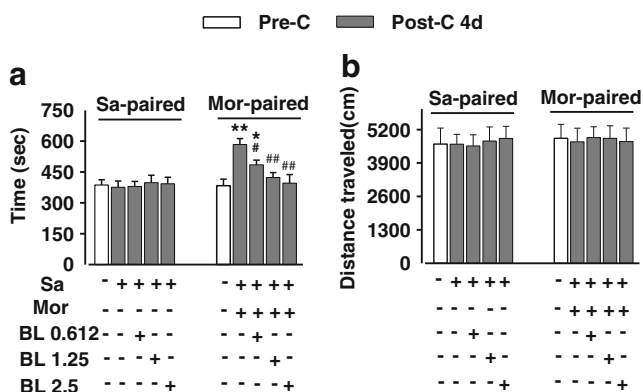 Pre-C Post-C 4d
a
Sa-paired Mor-paired
Time (sec)
750
600
450
300
150
0
** * # ## ##
Sa - + + + + - + + + +
Mor - - - - - - + + + +
BL 0.612 - - + - - - - + - -
BL 1.25 - - - + - - - - + -
BL 2.5 - - - - + - - - - +
b
Sa-paired Mor-paired
Distance traveled(cm)
5200
3900
2600
1300
0
- + + + + - + + + +
- - - - - - + + + +
- - + - - - - + - -
- - - + - - - - + -
- - - - + - - - - +